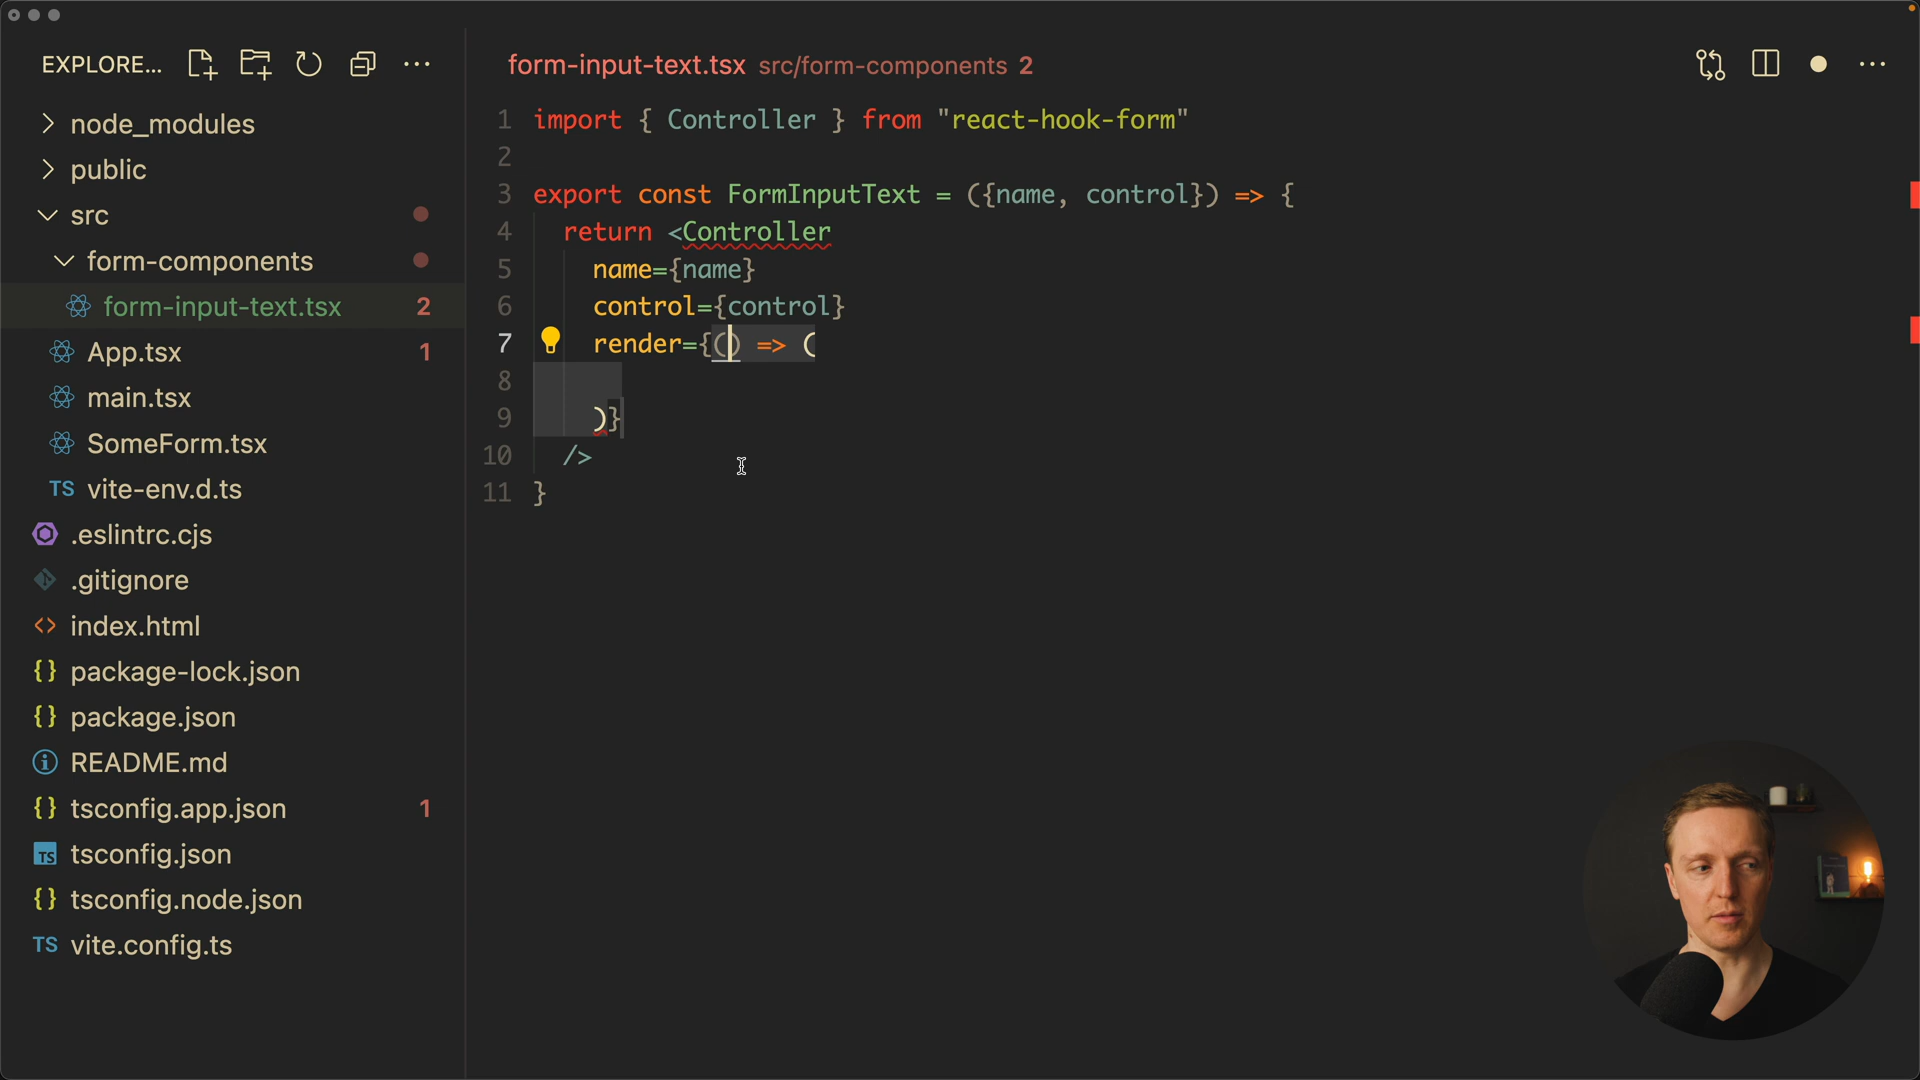 EXPLORE...
node_modules
public
src
form-components
form-input-text.tsx 2
App.tsx 1
main.tsx
SomeForm.tsx
TS vite-env.d.ts
.eslintrc.cjs
.gitignore
<> index.html
{} package-lock.json
{} package.json
README.md
{} tsconfig.app.json 1
TS tsconfig.json
{} tsconfig.node.json
TS vite.config.ts
form-input-text.tsx src/form-components 2
1 import { Controller } from "react-hook-form"
2
3 export const FormInputText = ({name, control}) => {
4 return <Controller
5 name={name}
6 control={control}
7 render={() => (
8
9 )}
10 />
11 }